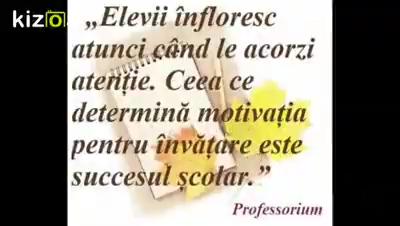 kizoa
„Elevii înfloresc
atunci când le acorzi
atenție. Ceea ce
determină motivația
pentru învățare este
succesul școlar.”
Professorium